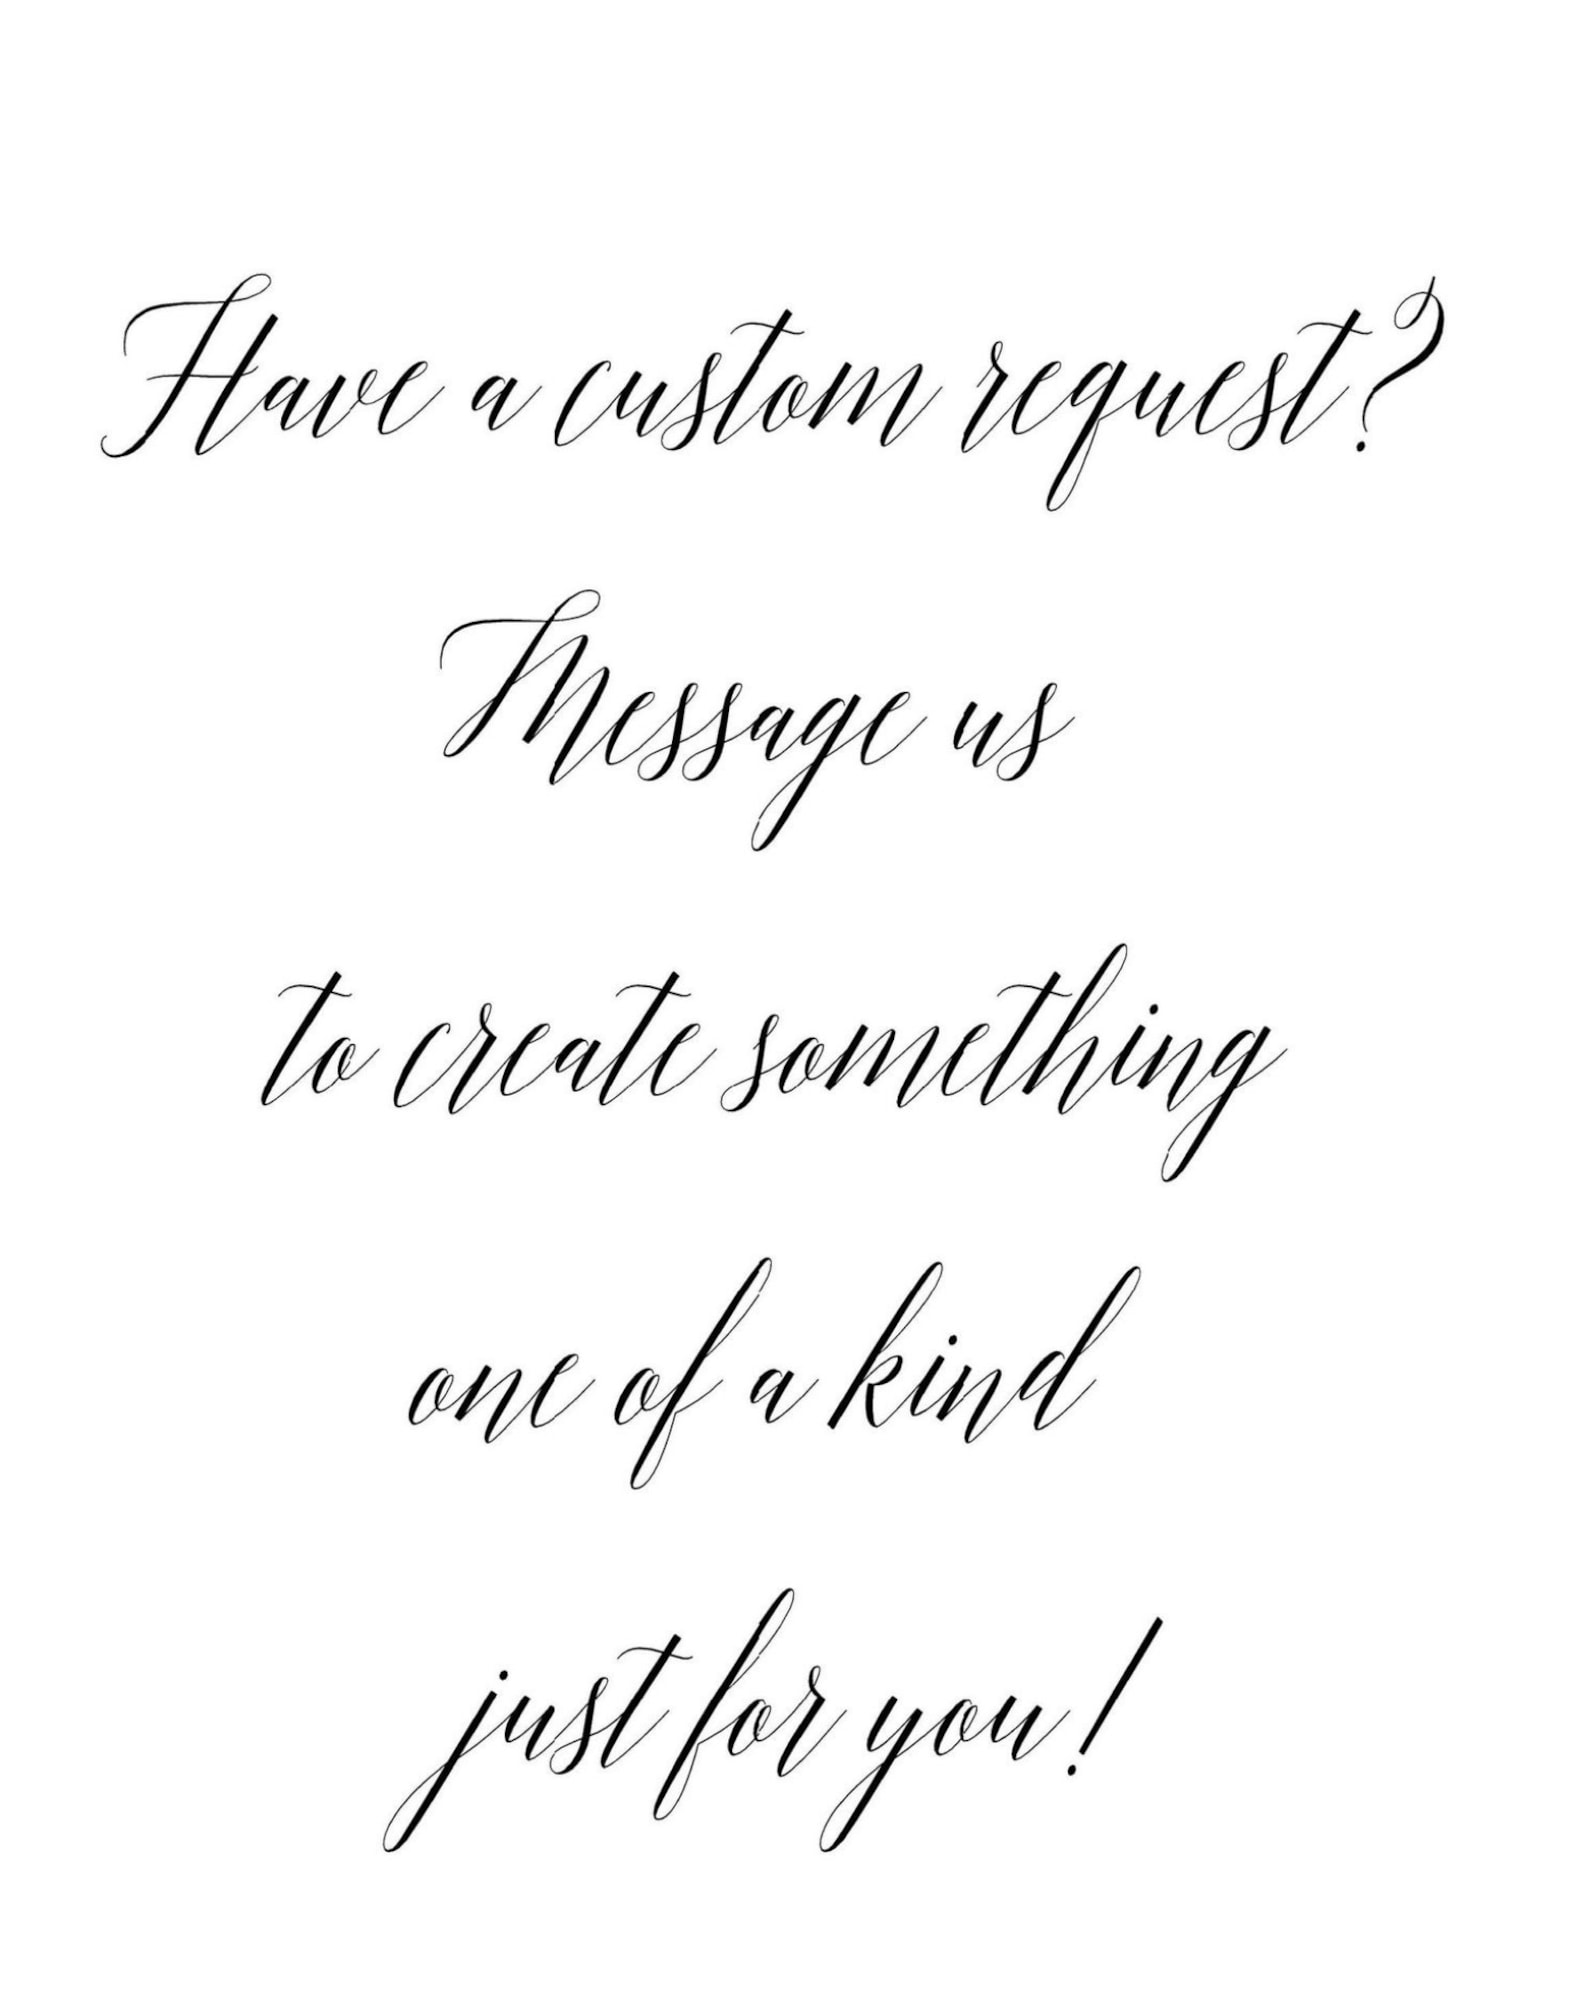 Have a custom request?
Message us
to create something
one of a kind
just for you!